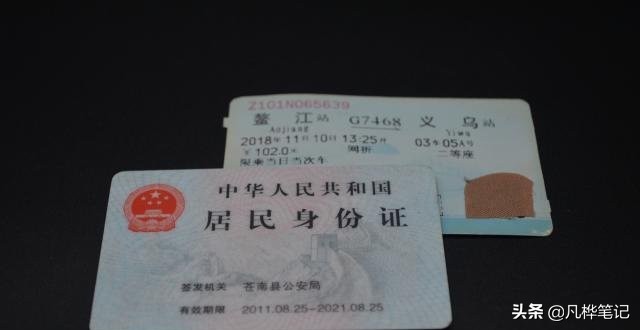 Z101N065639
鳌江站 G7468 义乌站
Aojiang Yiwu
2018年11月10日13:25开 03车05A号
￥102.0元 网折 二等座
限乘当日当次车
中华人民共和国
居民身份证
签发机关 苍南县公安局
有效期限 2011.08.25-2021.08.25
头条 @凡桦笔记